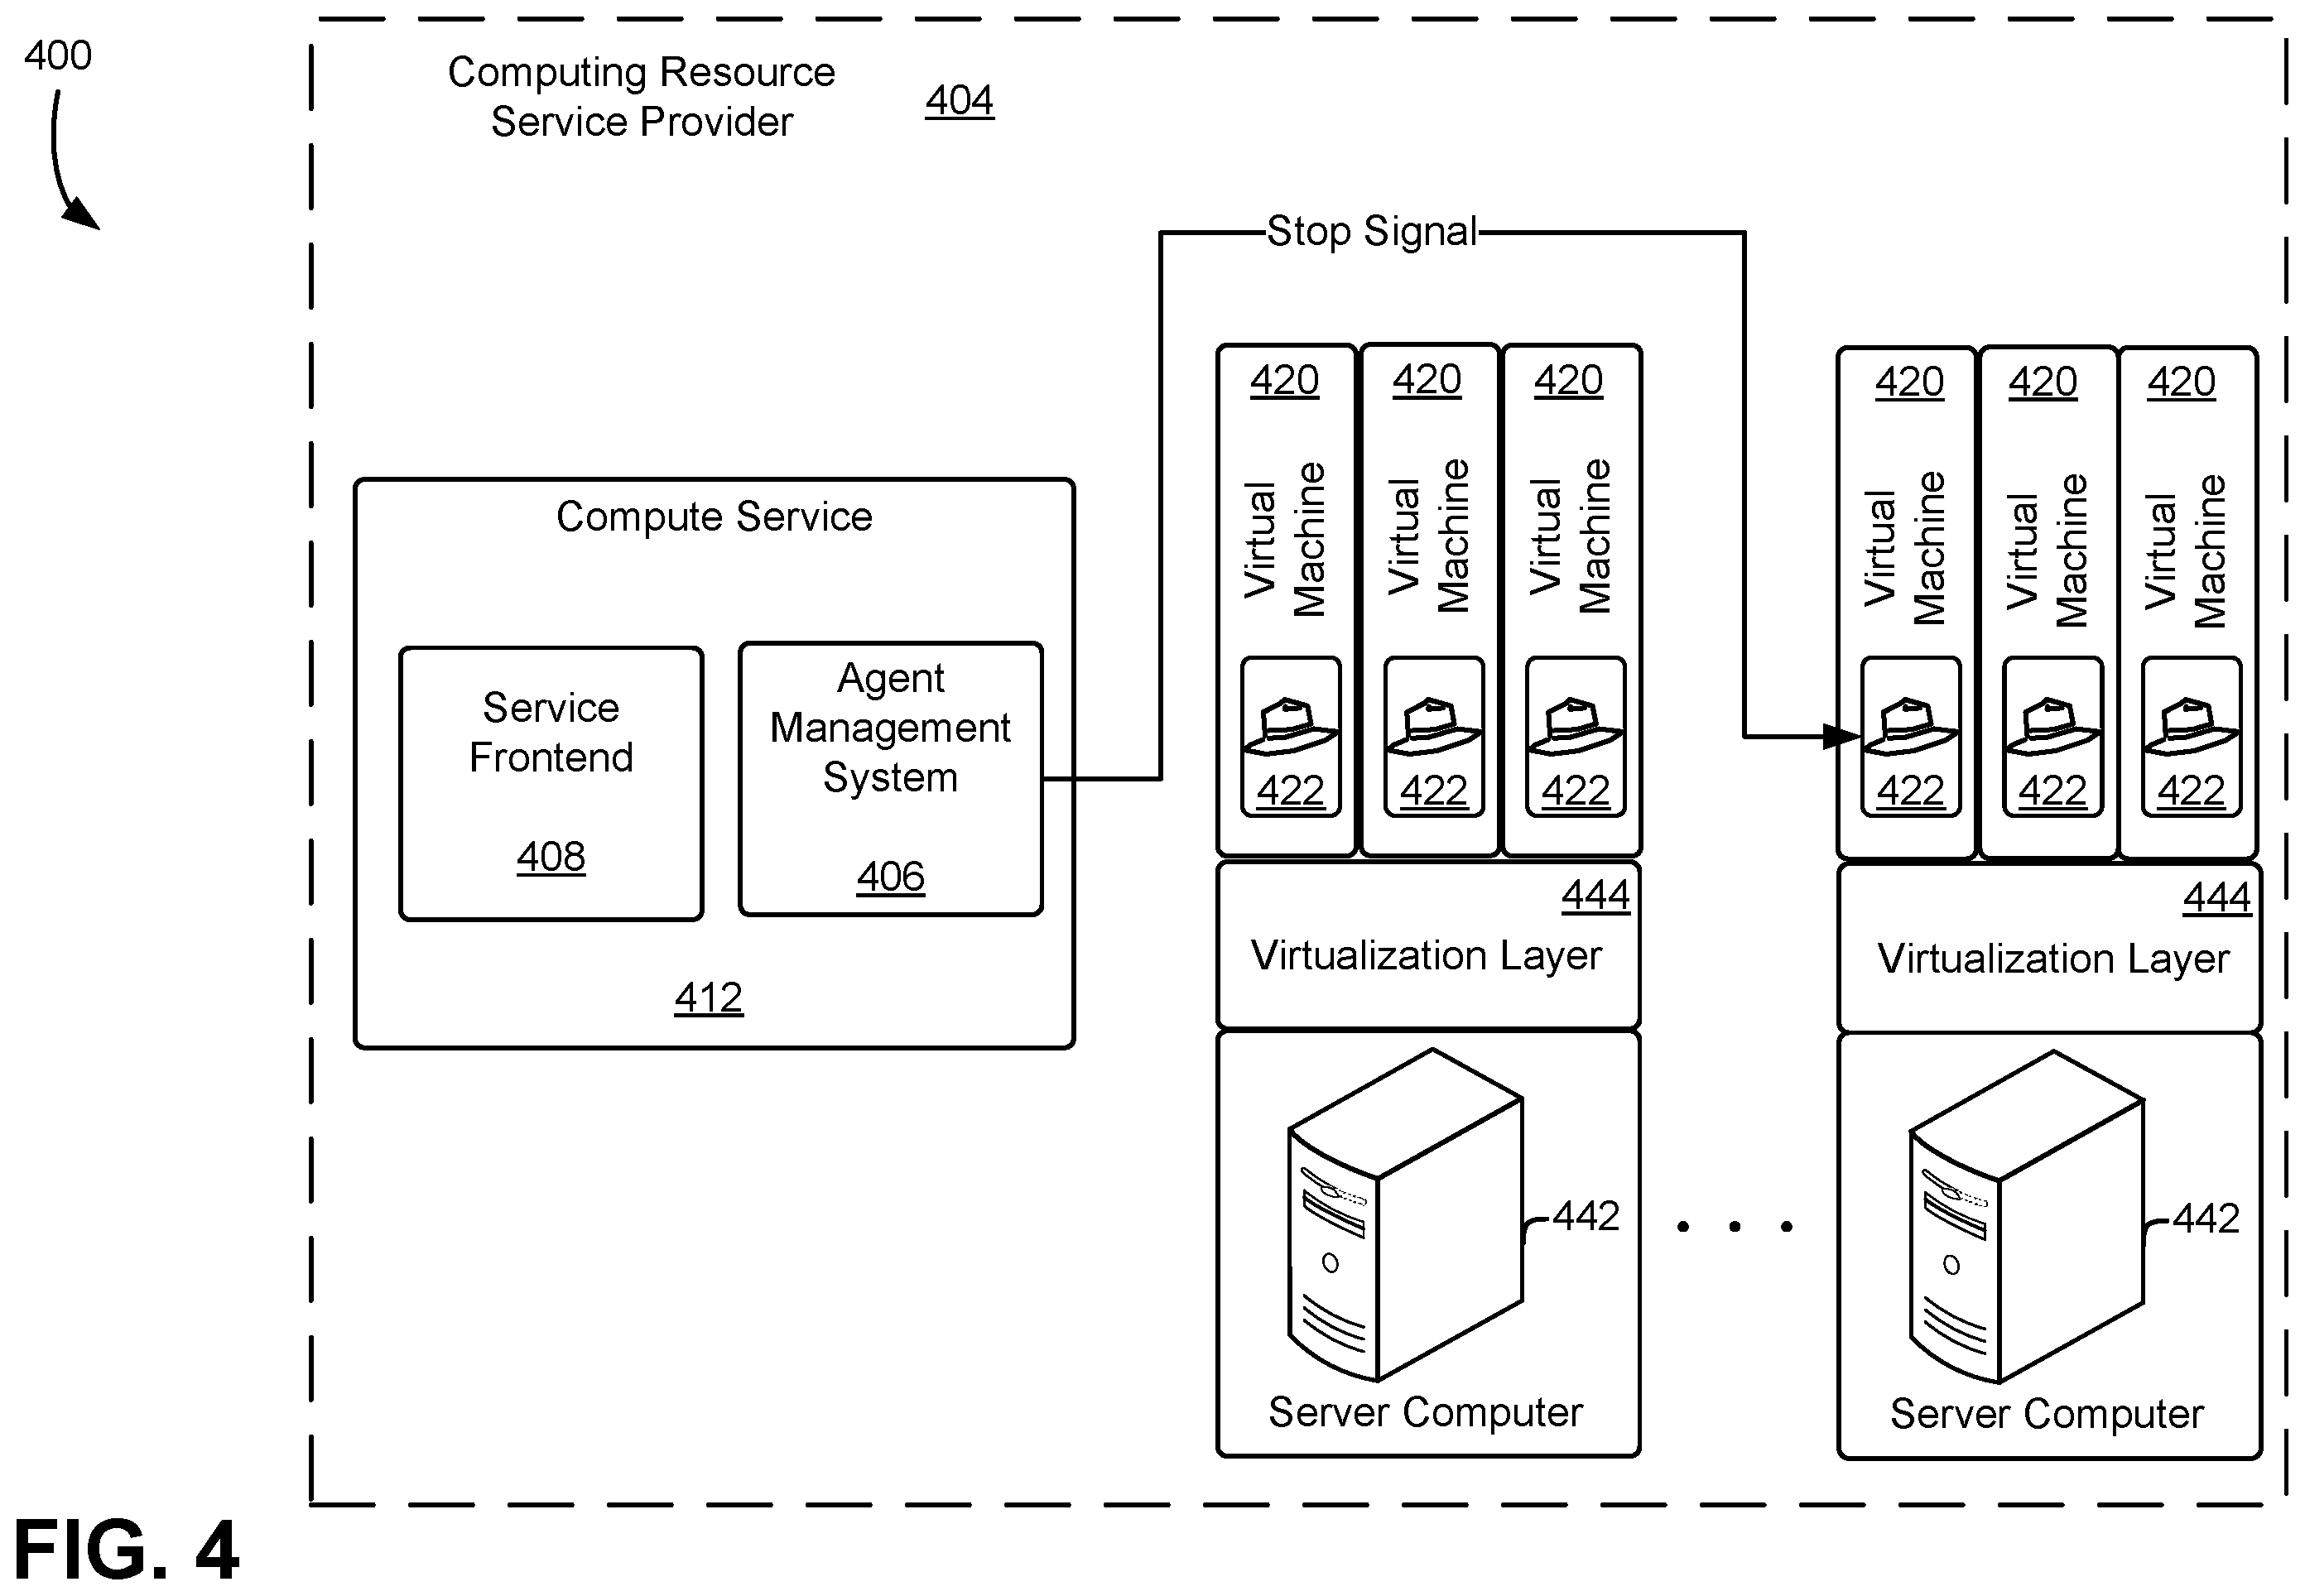 400
Computing Resource
Service Provider
404
Stop Signal
420
420
420
420
420
420
Virtual
Machine
Virtual
Machine
Virtual
Machine
Virtual
Machine
Virtual
Machine
Virtual
Machine
Compute Service
Service
Frontend
408
Agent
Management
System
406
412
422
422
422
422
422
422
444
Virtualization Layer
444
Virtualization Layer
442
Server Computer
442
Server Computer
FIG. 4